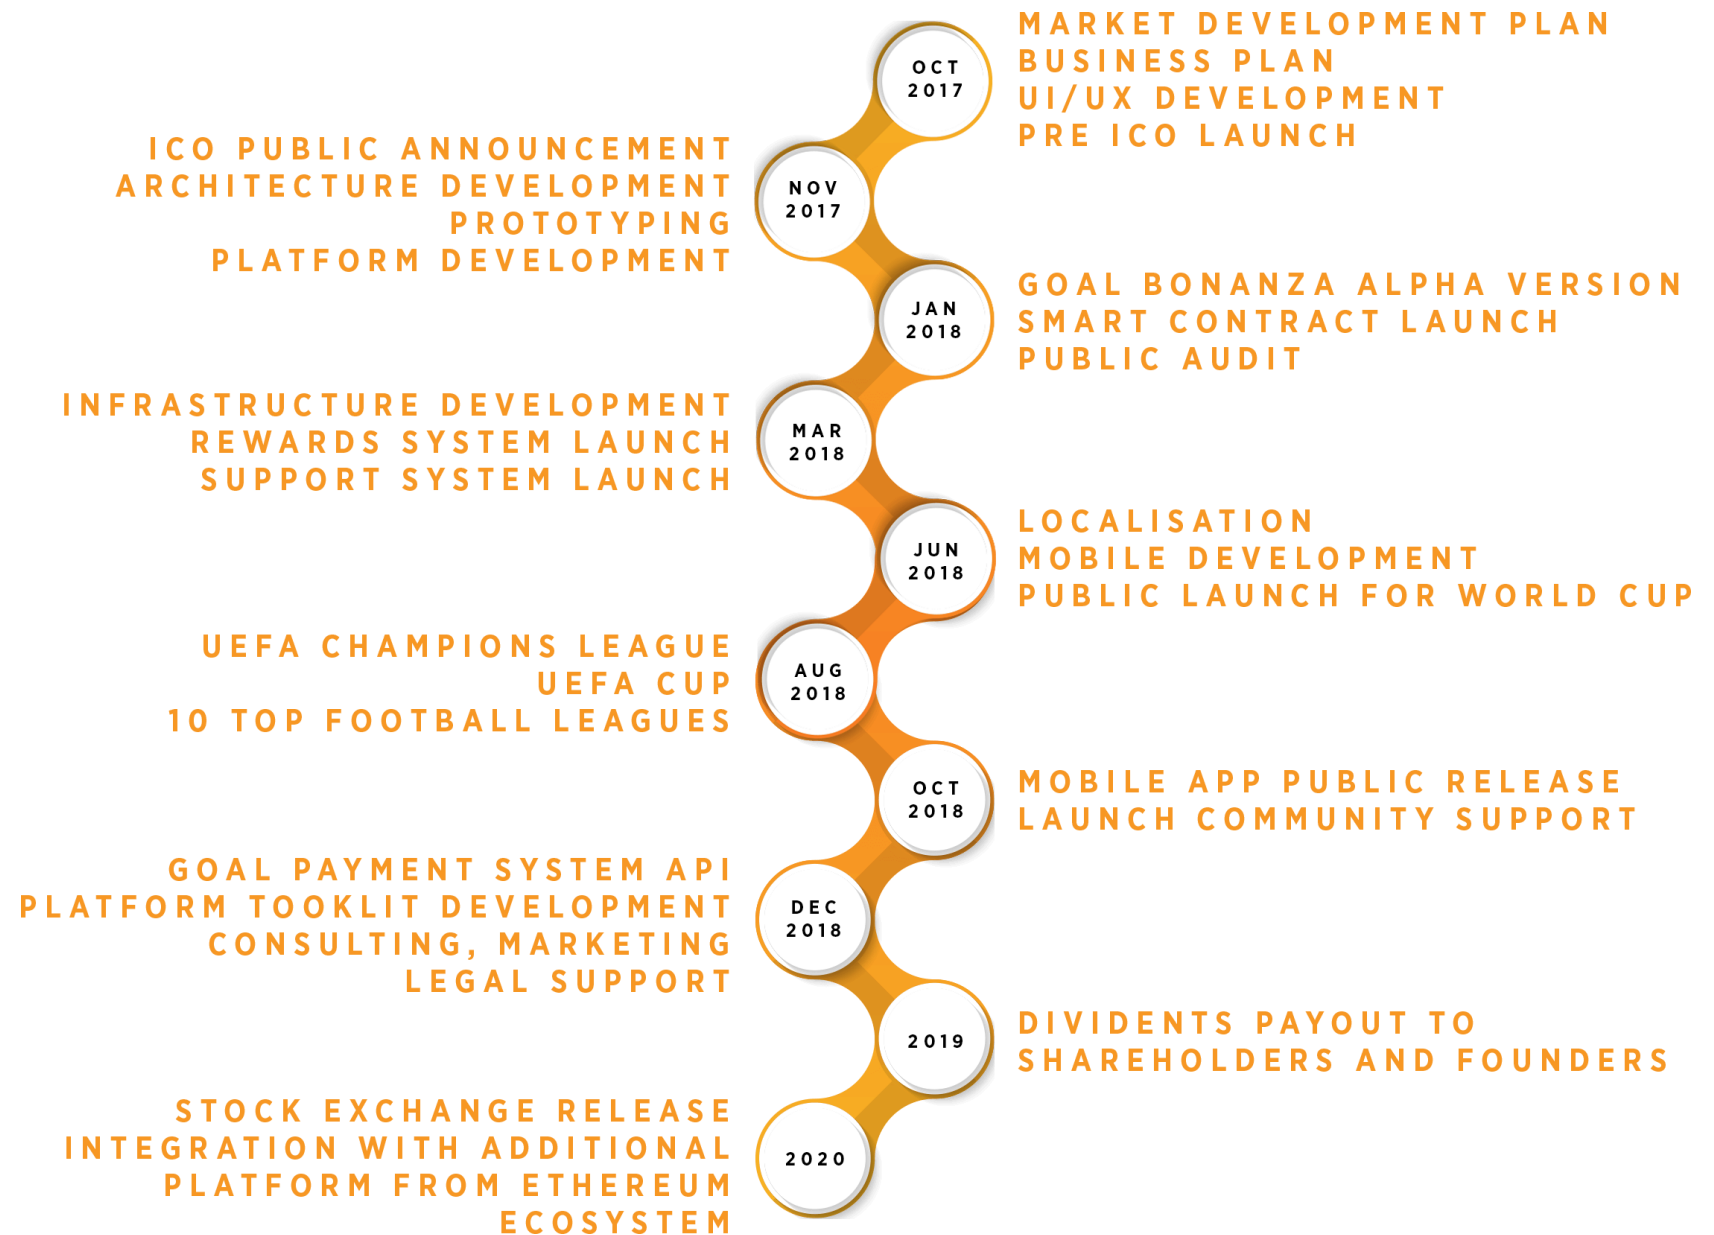 OCT
2017
MARKET DEVELOPMENT PLAN
BUSINESS PLAN
UI/UX DEVELOPMENT
PRE ICO LAUNCH
NOV
2017
ICO PUBLIC ANNOUNCEMENT
ARCHITECTURE DEVELOPMENT
PROTOTYPING
PLATFORM DEVELOPMENT
JAN
2018
GOAL BONANZA ALPHA VERSION
SMART CONTRACT LAUNCH
PUBLIC AUDIT
MAR
2018
INFRASTRUCTURE DEVELOPMENT
REWARDS SYSTEM LAUNCH
SUPPORT SYSTEM LAUNCH
JUN
2018
LOCALISATION
MOBILE DEVELOPMENT
PUBLIC LAUNCH FOR WORLD CUP
AUG
2018
UEFA CHAMPIONS LEAGUE
UEFA CUP
10 TOP FOOTBALL LEAGUES
OCT
2018
MOBILE APP PUBLIC RELEASE
LAUNCH COMMUNITY SUPPORT
DEC
2018
GOAL PAYMENT SYSTEM API
PLATFORM TOOKLIT DEVELOPMENT
CONSULTING, MARKETING
LEGAL SUPPORT
2019
DIVIDENTS PAYOUT TO
SHAREHOLDERS AND FOUNDERS
2020
STOCK EXCHANGE RELEASE
INTEGRATION WITH ADDITIONAL
PLATFORM FROM ETHEREUM
ECOSYSTEM